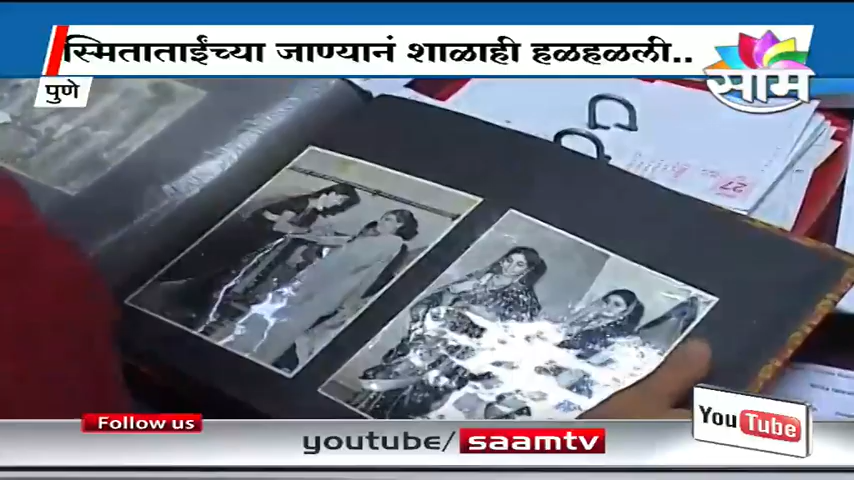 स्मिताताईंच्या जाण्यानं शाळाही हळहळली..
साम
पुणे
27
Follow us
youtube/saamtv
YouTube